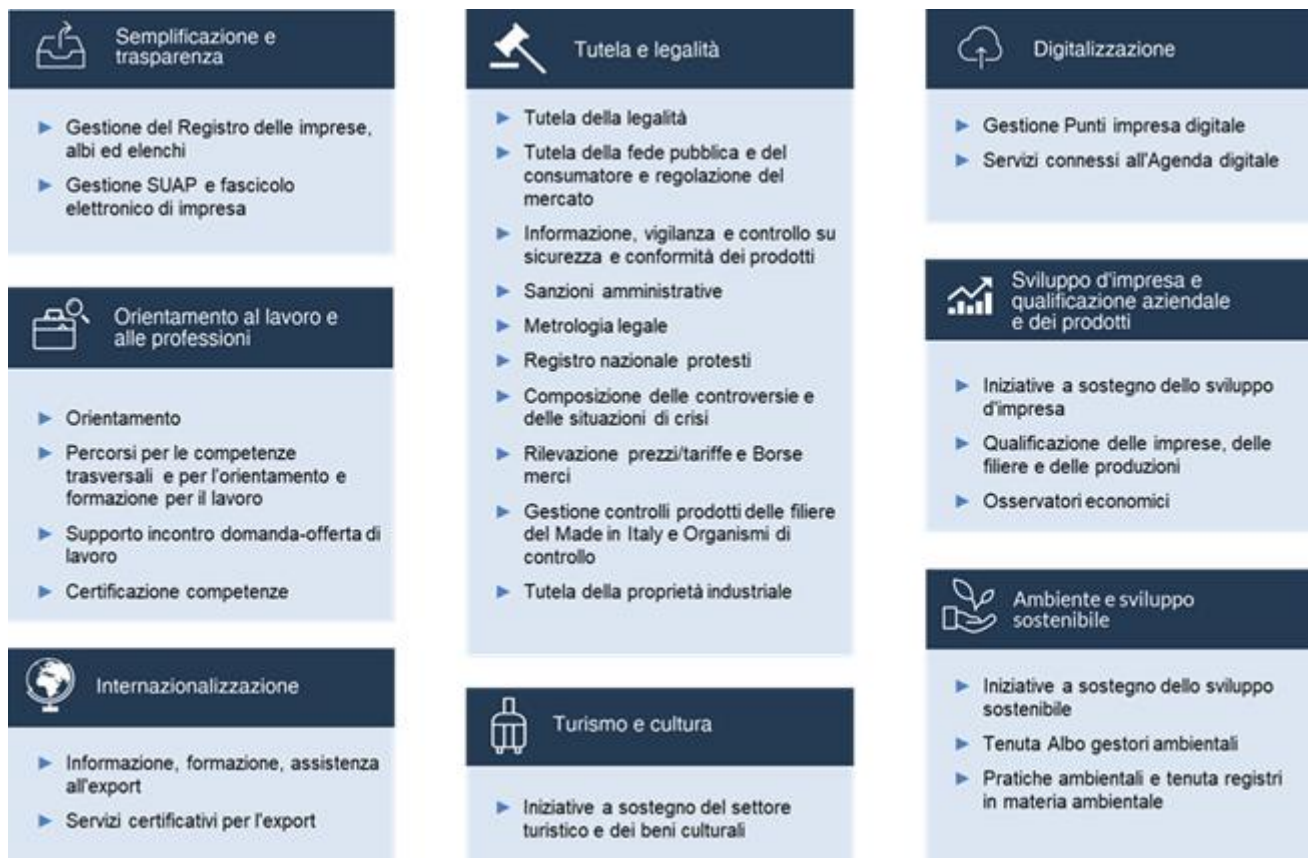 Semplificazione e
trasparenza
Gestione del Registro delle imprese,
albi ed elenchi
Gestione SUAP e fascicolo
elettronico di impresa
Orientamento al lavoro e
alle professioni
Orientamento
Percorsi per le competenze
trasversali e per l'orientamento e
formazione per il lavoro
Supporto incontro domanda-offerta di
lavoro
Certificazione competenze
Internazionalizzazione
Informazione, formazione, assistenza
all'export
Servizi certificativi per l'export
Tutela e legalità
Tutela della legalità
Tutela della fede pubblica e del
consumatore e regolazione del
mercato
Informazione, vigilanza e controllo su
sicurezza e conformità dei prodotti
Sanzioni amministrative
Metrologia legale
Registro nazionale protesti
Composizione delle controversie e
delle situazioni di crisi
Rilevazione prezzi/tariffe e Borse
merci
Gestione controlli prodotti delle filiere
del Made in Italy e Organismi di
controllo
Tutela della proprietà industriale
Turismo e cultura
Iniziative a sostegno del settore
turistico e dei beni culturali
Digitalizzazione
Gestione Punti impresa digitale
Servizi connessi all'Agenda digitale
Sviluppo d'impresa e
qualificazione aziendale
e dei prodotti
Iniziative a sostegno dello sviluppo
d'impresa
Qualificazione delle imprese, delle
filiere e delle produzioni
Osservatori economici
Ambiente e sviluppo
sostenibile
Iniziative a sostegno dello sviluppo
sostenibile
Tenuta Albo gestori ambientali
Pratiche ambientali e tenuta registri
in materia ambientale